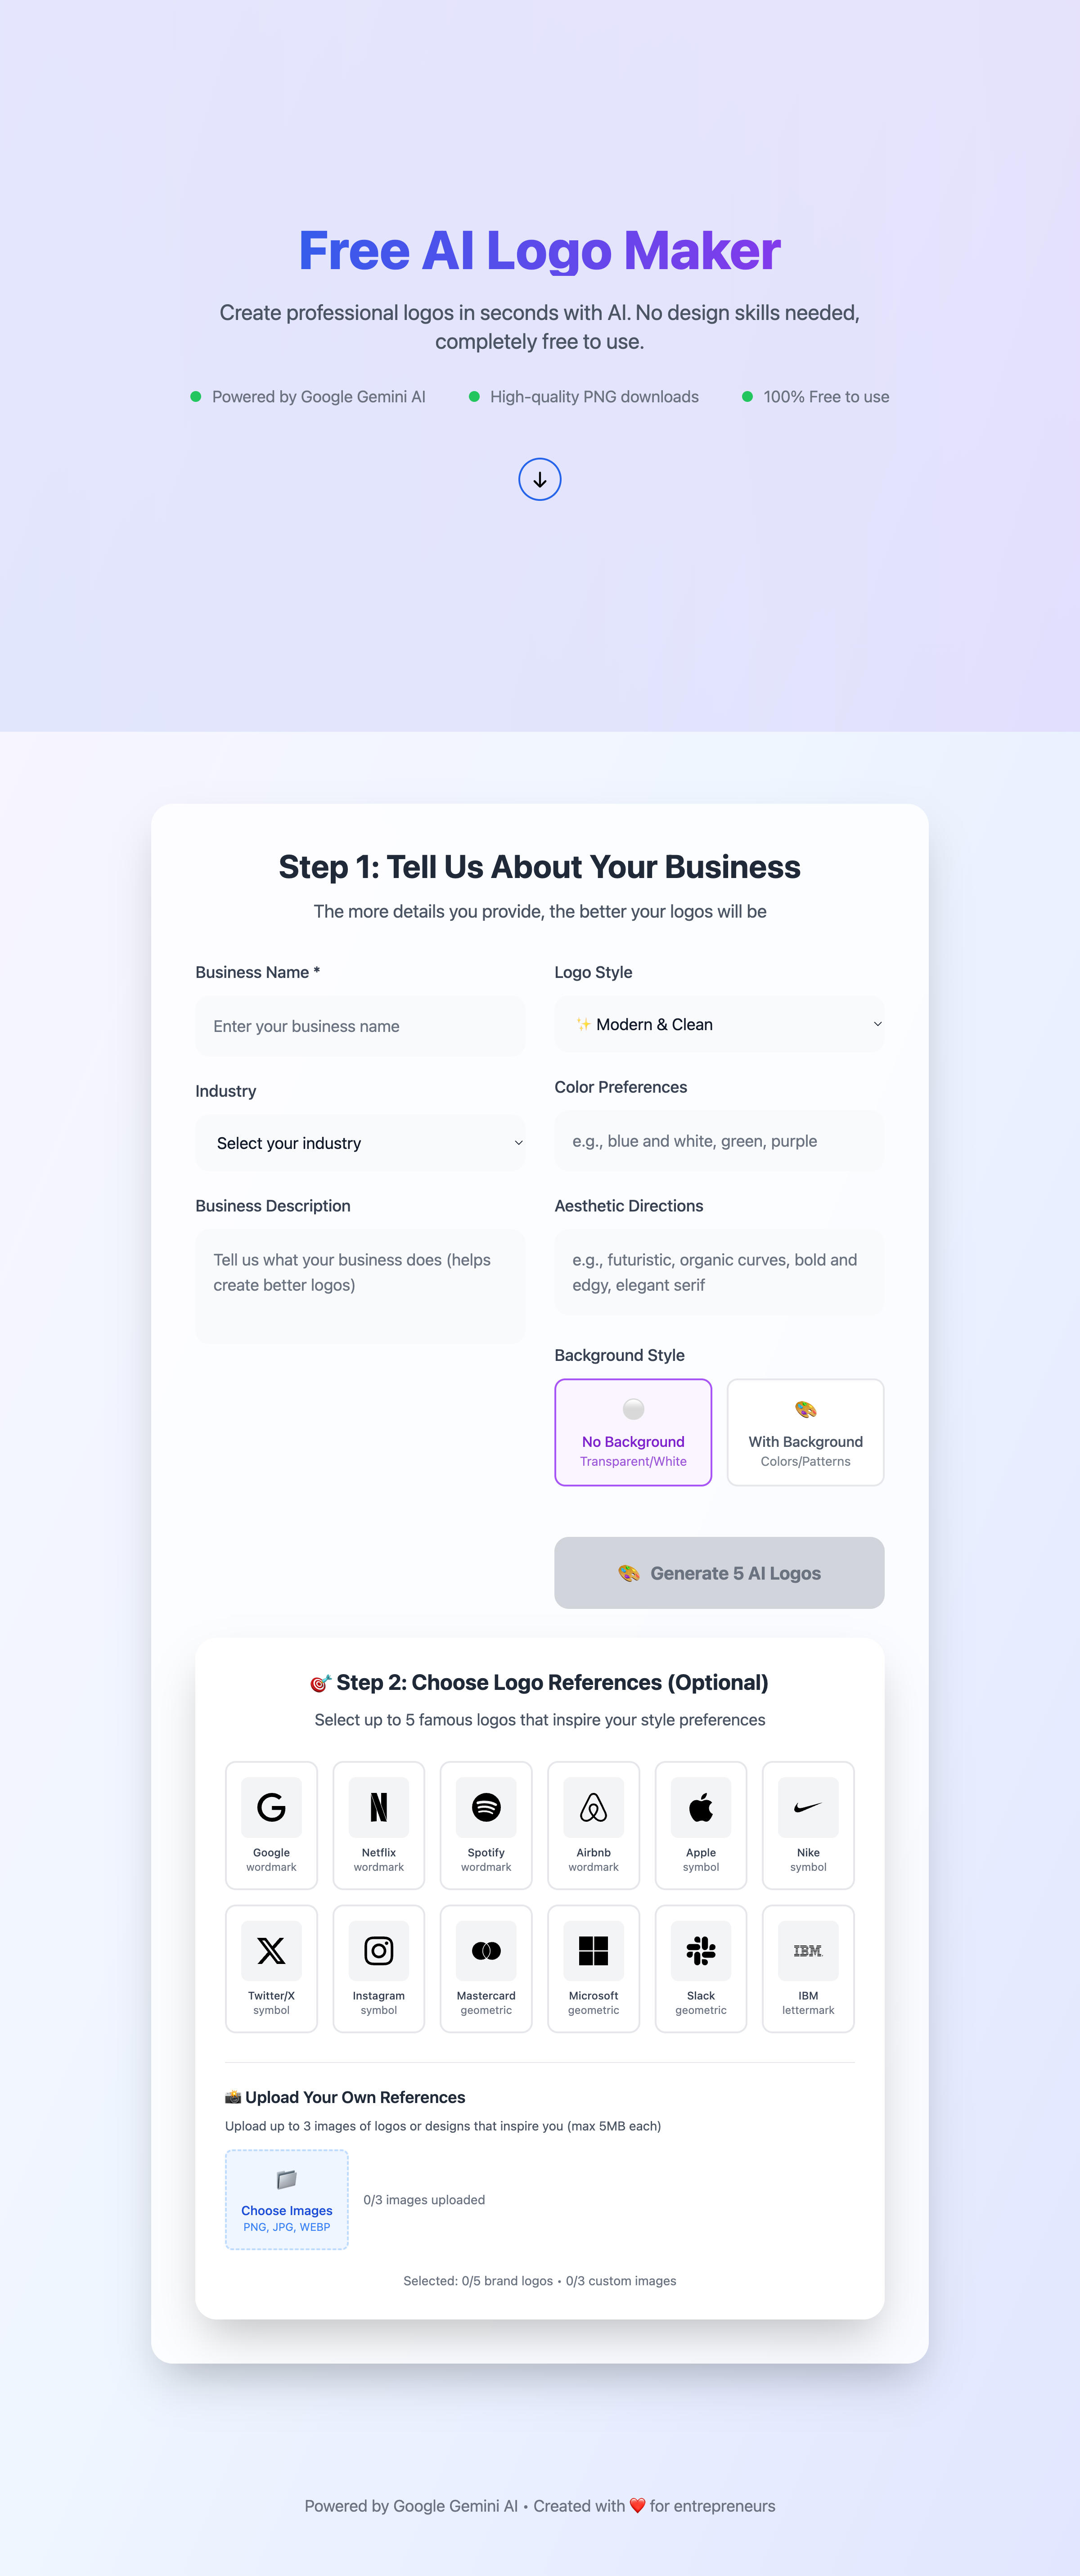 Free AI Logo Maker
Create professional logos in seconds with AI. No design skills needed,
completely free to use.
Powered by Google Gemini AI
High-quality PNG downloads
100% Free to use
Step 1: Tell Us About Your Business
The more details you provide, the better your logos will be
Business Name *
Enter your business name
Industry
Select your industry
Business Description
Tell us what your business does (helps
create better logos)
Logo Style
✨ Modern & Clean
Color Preferences
e.g., blue and white, green, purple
Aesthetic Directions
e.g., futuristic, organic curves, bold and
edgy, elegant serif
Background Style
No Background
Transparent/White
With Background
Colors/Patterns
🎨 Generate 5 AI Logos
🎯 Step 2: Choose Logo References (Optional)
Select up to 5 famous logos that inspire your style preferences
Google
wordmark
Netflix
wordmark
Spotify
wordmark
Airbnb
wordmark
Apple
symbol
Nike
symbol
Twitter/X
symbol
Instagram
symbol
Mastercard
geometric
Microsoft
geometric
Slack
geometric
IBM
IBM
lettermark
📸 Upload Your Own References
Upload up to 3 images of logos or designs that inspire you (max 5MB each)
Choose Images
PNG, JPG, WEBP
0/3 images uploaded
Selected: 0/5 brand logos • 0/3 custom images
Powered by Google Gemini AI • Created with ❤️ for entrepreneurs